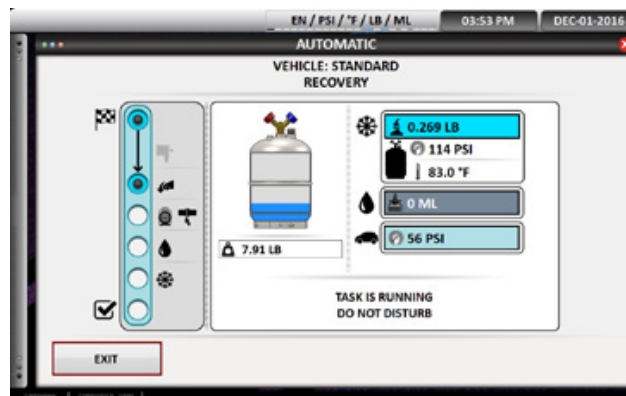 EN / PSI / °F / LB / ML
03:53 PM
DEC-01-2016
AUTOMATIC
VEHICLE: STANDARD
RECOVERY
0.269 LB
114 PSI
83.0 °F
0 ML
7.91 LB
56 PSI
TASK IS RUNNING
DO NOT DISTURB
EXIT